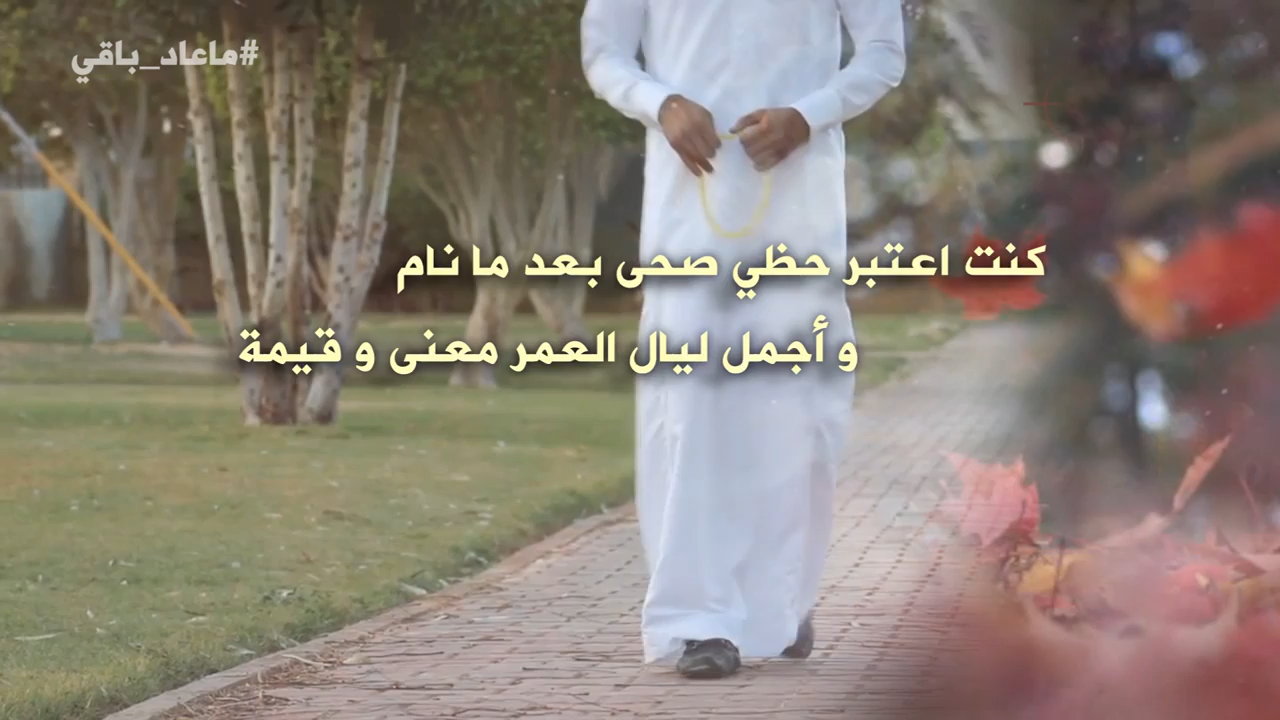 #ماعاد_باقي
كنت اعتبر حظي صحى بعد ما نام
و أجمل ليال العمر معنى و قيمة